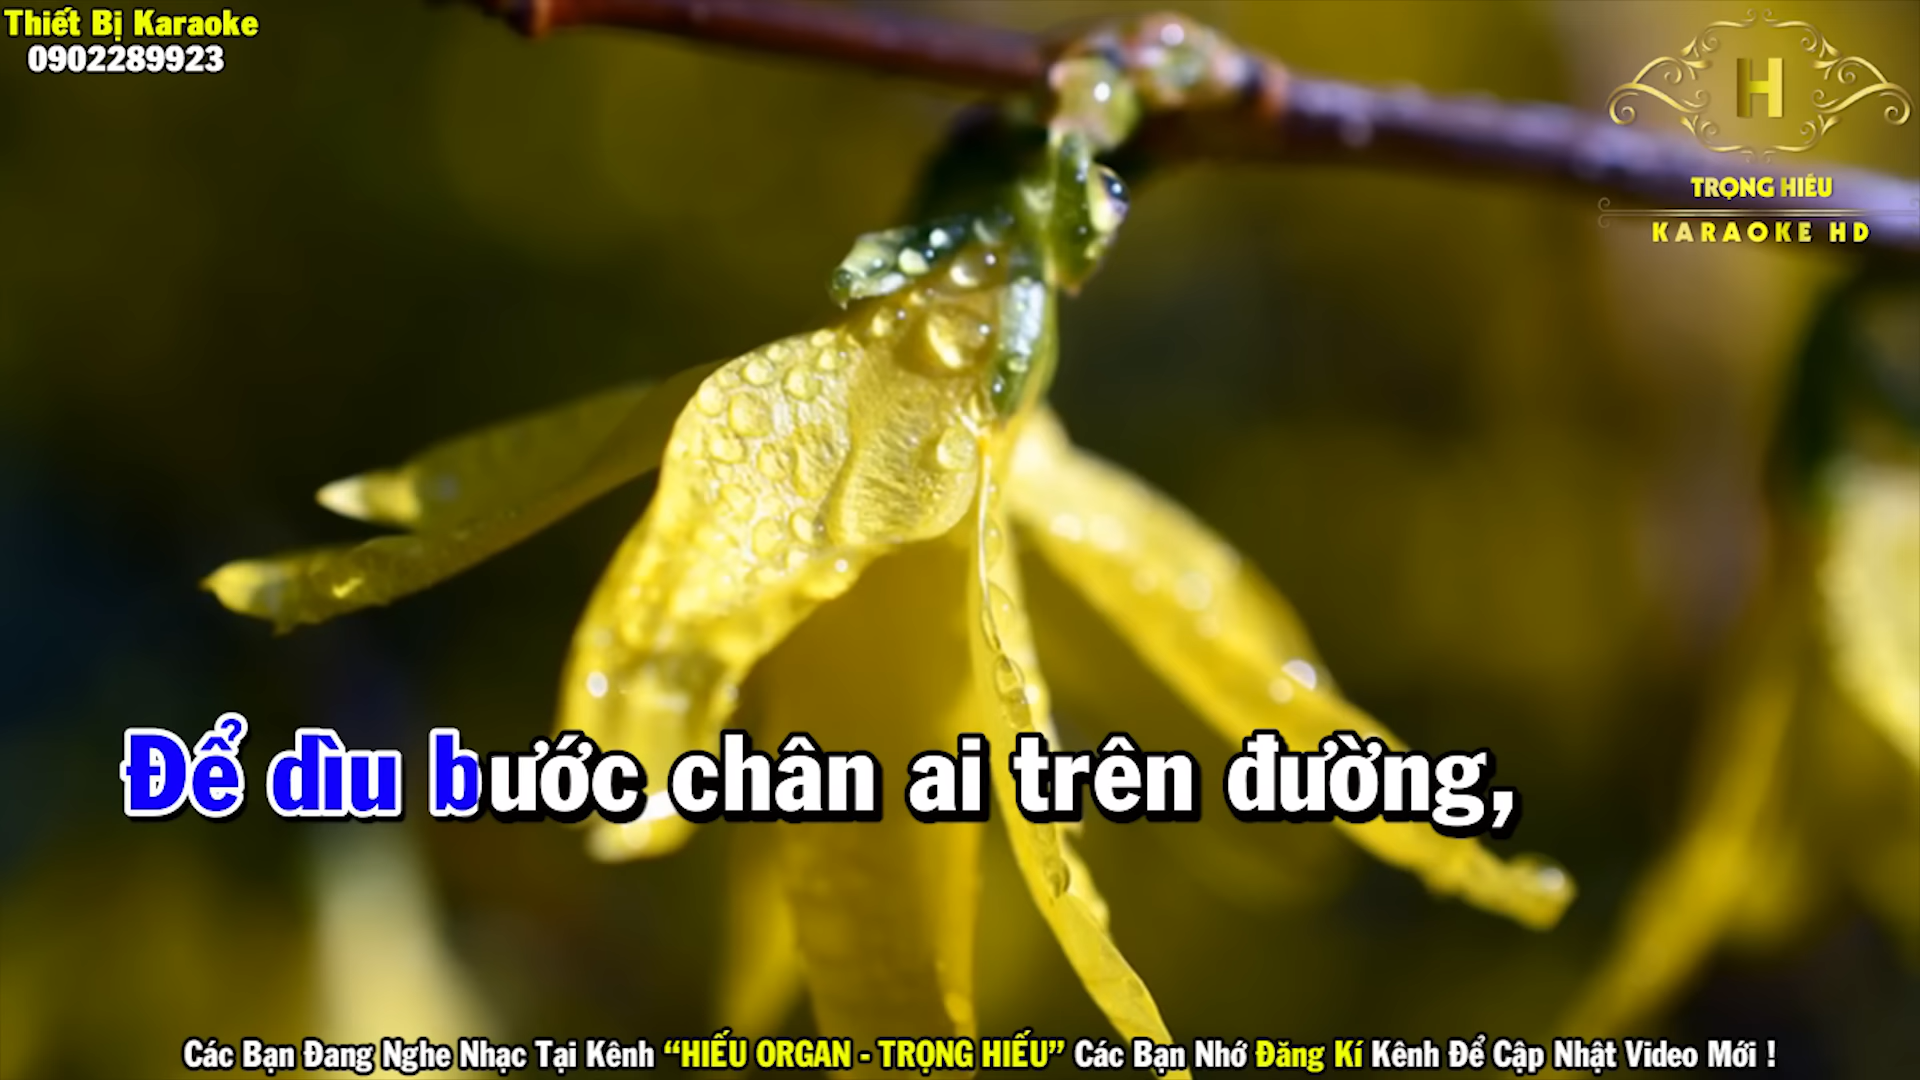 Thiết Bị Karaoke
0902289923
H
TRỌNG HIẾU
KARAOKE HD
Để dìu bước chân ai trên đường,
Các Bạn Đang Nghe Nhạc Tại Kênh “HIẾU ORGAN - TRỌNG HIẾU” Các Bạn Nhớ Đăng Kí Kênh Để Cập Nhật Video Mới !